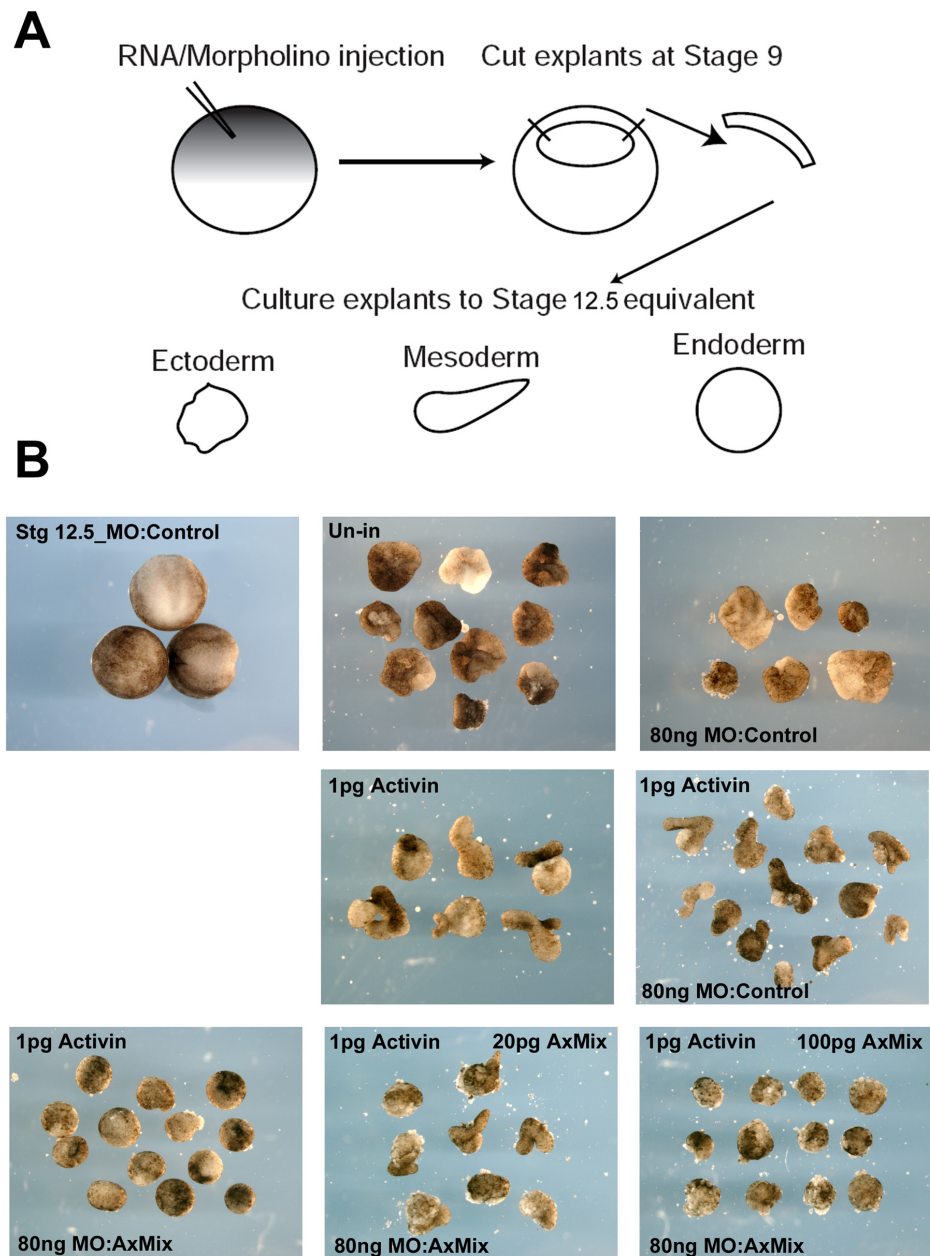 A
RNA/Morpholino injection Cut explants at Stage 9
Culture explants to Stage 12.5 equivalent
Ectoderm Mesoderm Endoderm
B
Stg 12.5_MO:Control Un-in
80ng MO:Control
1pg Activin 1pg Activin
80ng MO:Control
1pg Activin 1pg Activin 20pg AxMix 1pg Activin 100pg AxMix
80ng MO:AxMix 80ng MO:AxMix 80ng MO:AxMix